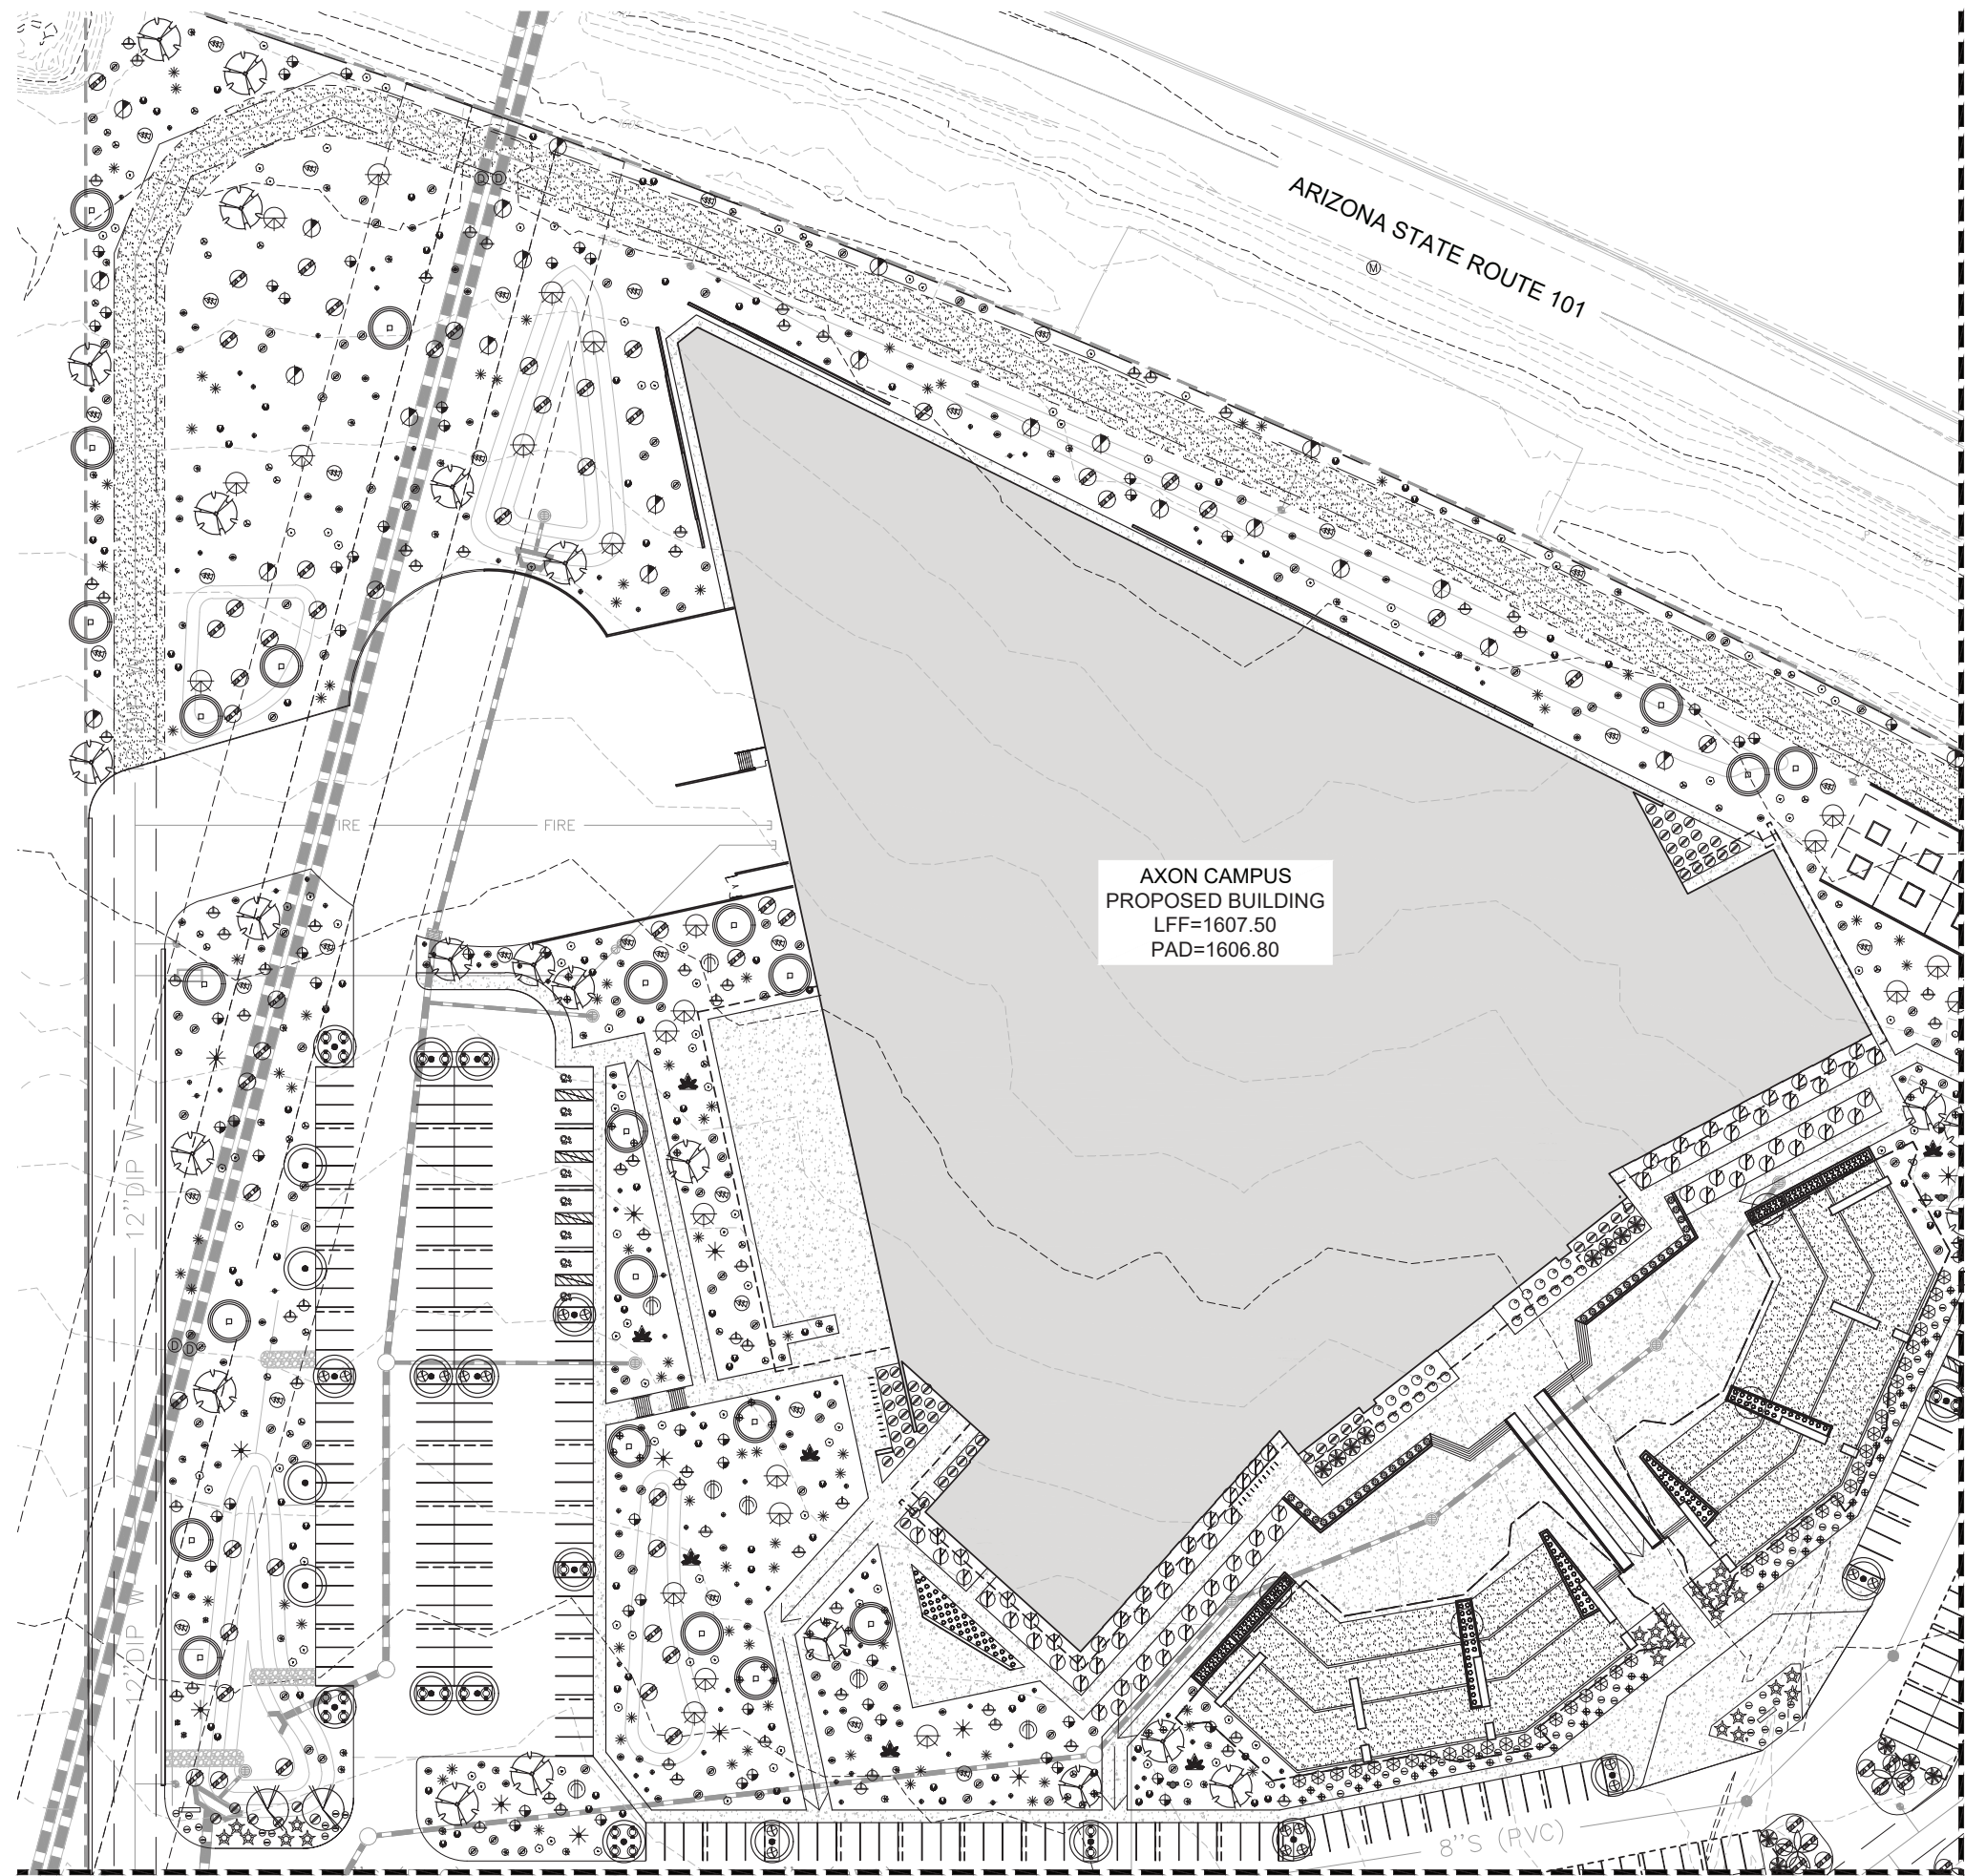 ARIZONA STATE ROUTE 101
M
D D
FIRE
FIRE
AXON CAMPUS
PROPOSED BUILDING
LFF=1607.50
PAD=1606.80
12"DIP W
D D
12"DIP W
8"S (PVC)